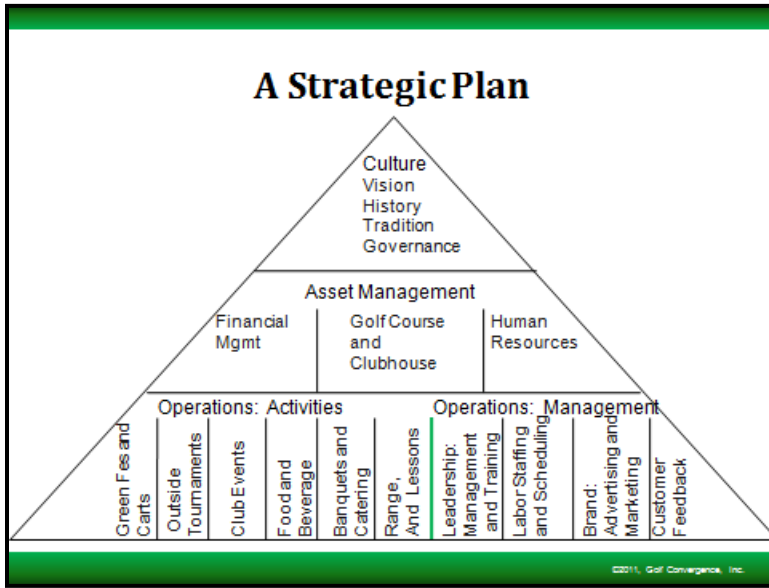 A Strategic Plan
Culture
Vision
History
Tradition
Governance
Asset Management
Financial
Mgmt
Golf Course
and
Clubhouse
Human
Resources
Operations: Activities
Operations: Management
Green Fes and
Carts
Outside
Tournaments
Club Events
Food and
Beverage
Banquets and
Catering
Range,
And Lessons
Leadership:
Management
and Training
Labor Staffing
and Scheduling
Brand:
Advertising and
Marketing
Customer
Feedback
©2011, Golf Convergence, Inc.